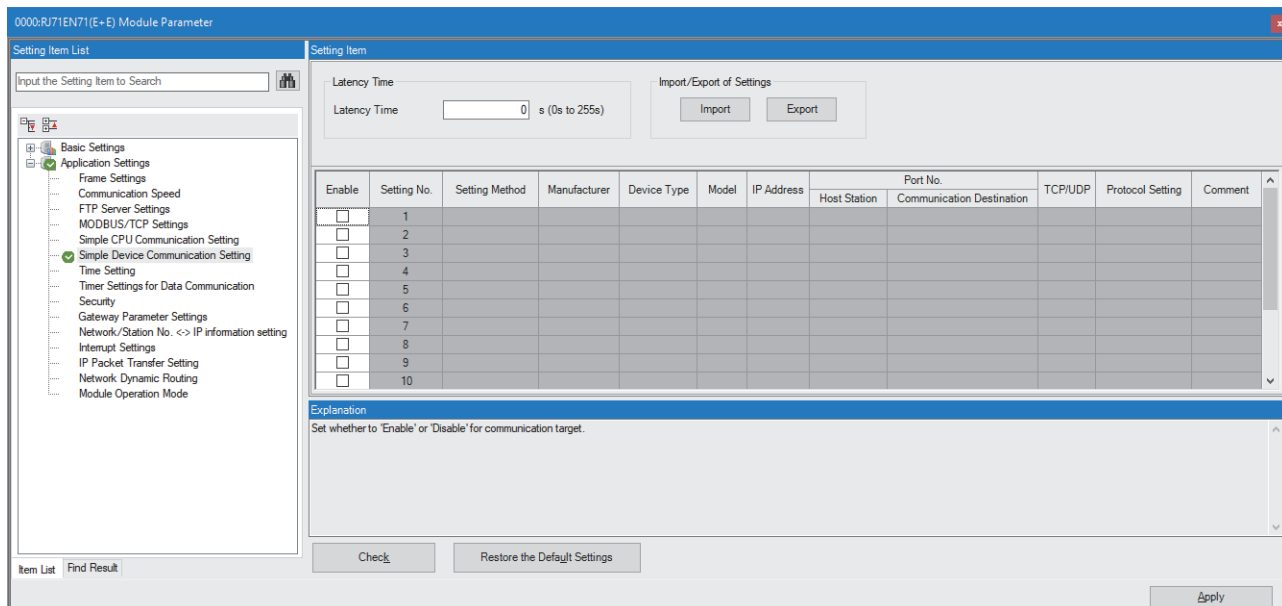 0000:RJ71EN71(E+E) Module Parameter
Setting Item List
Input the Setting Item to Search
Basic Settings
Application Settings
Frame Settings
Communication Speed
FTP Server Settings
MODBUS/TCP Settings
Simple CPU Communication Setting
Simple Device Communication Setting
Time Setting
Timer Settings for Data Communication
Security
Gateway Parameter Settings
Network/Station No. <-> IP information setting
Interrupt Settings
IP Packet Transfer Setting
Network Dynamic Routing
Module Operation Mode
Item List Find Result
Setting Item
Latency Time
Latency Time 0 s (0s to 255s)
Import/Export of Settings
Import Export
Enable Setting No. Setting Method Manufacturer Device Type Model IP Address Port No. TCP/UDP Protocol Setting Comment
Host Station Communication Destination
1
2
3
4
5
6
7
8
9
10
Explanation
Set whether to 'Enable' or 'Disable' for communication target.
Check Restore the Default Settings
Apply